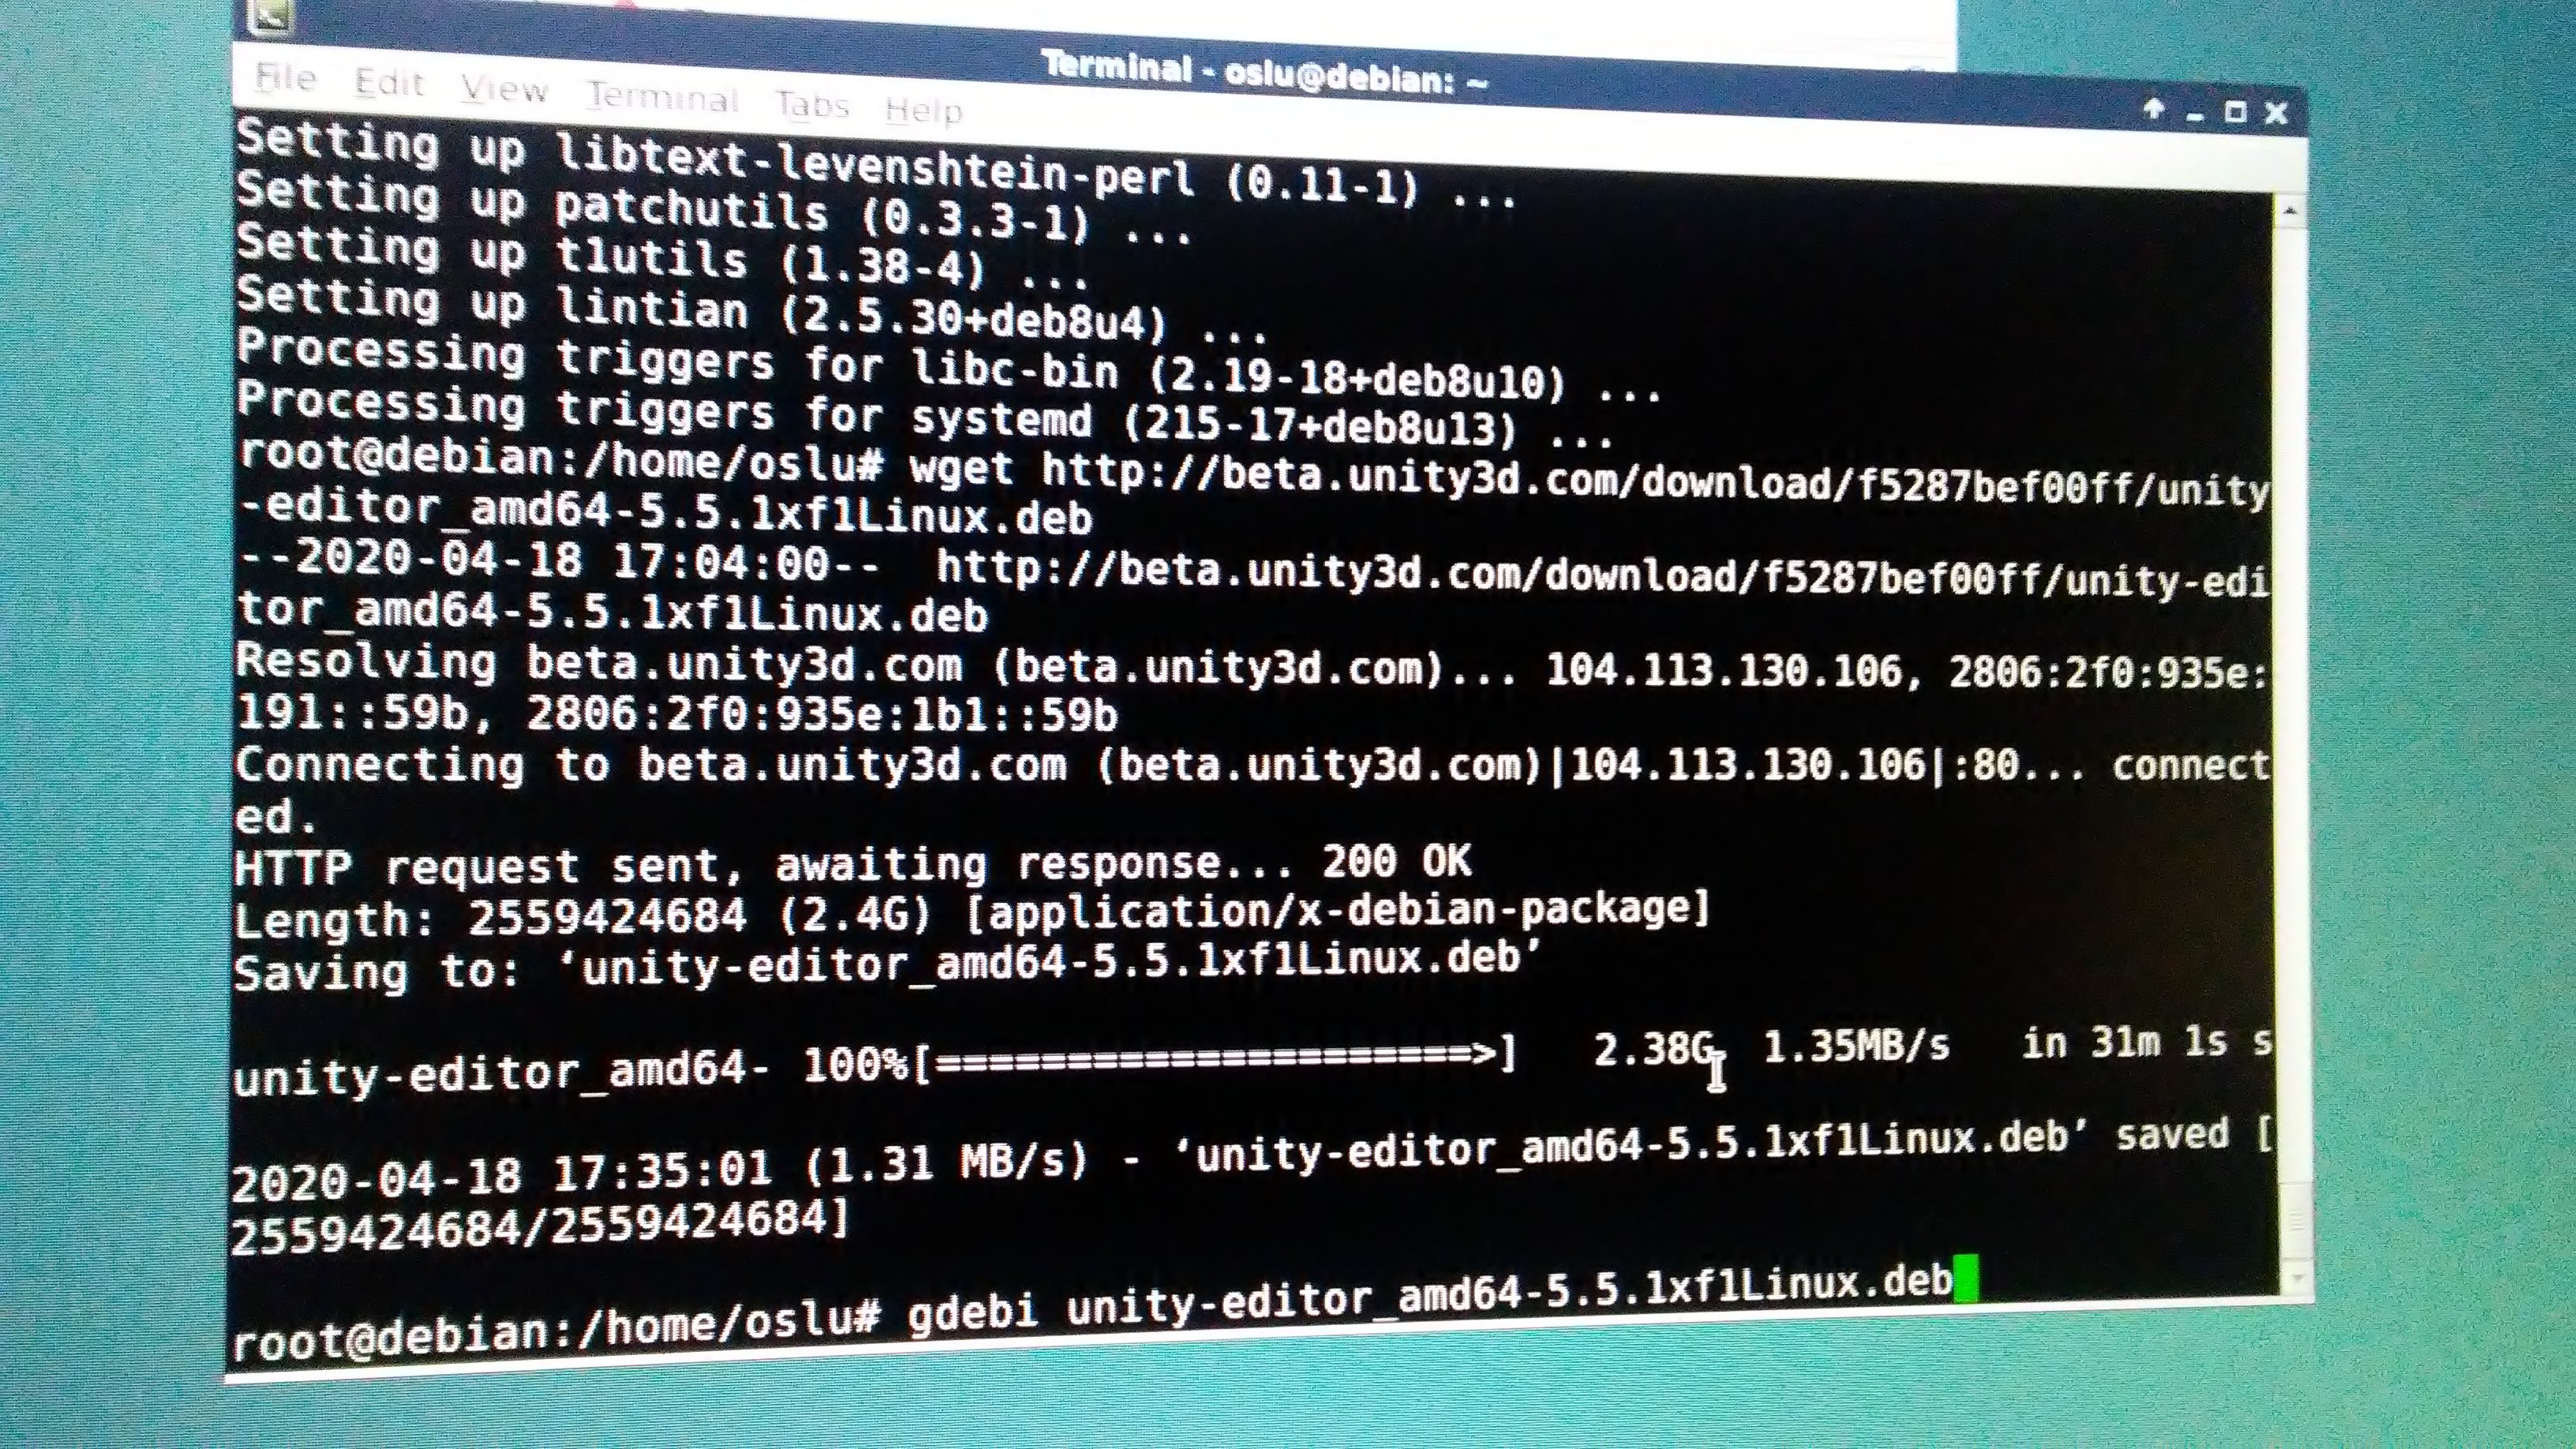 Terminal - oslu@debian: ~
File Edit View Terminal Tabs Help
Setting up libtext-levenshtein-perl (0.11-1) ...
Setting up patchutils (0.3.3-1) ...
Setting up t1utils (1.38-4) ...
Setting up lintian (2.5.30+deb8u4) ...
Processing triggers for libc-bin (2.19-18+deb8u10) ...
Processing triggers for systemd (215-17+deb8u13) ...
root@debian:/home/oslu# wget http://beta.unity3d.com/download/f5287bef00ff/unity
-editor_amd64-5.5.1xf1Linux.deb
--2020-04-18 17:04:00--  http://beta.unity3d.com/download/f5287bef00ff/unity-edi
tor_amd64-5.5.1xf1Linux.deb
Resolving beta.unity3d.com (beta.unity3d.com)... 104.113.130.106, 2806:2f0:935e:
191::59b, 2806:2f0:935e:1b1::59b
Connecting to beta.unity3d.com (beta.unity3d.com)|104.113.130.106|:80... connect
ed.
HTTP request sent, awaiting response... 200 OK
Length: 2559424684 (2.4G) [application/x-debian-package]
Saving to: ‘unity-editor_amd64-5.5.1xf1Linux.deb’
unity-editor_amd64- 100%[=====================>]   2.38G  1.35MB/s   in 31m 1s s
2020-04-18 17:35:01 (1.31 MB/s) - ‘unity-editor_amd64-5.5.1xf1Linux.deb’ saved [
2559424684/2559424684]
root@debian:/home/oslu# gdebi unity-editor_amd64-5.5.1xf1Linux.deb